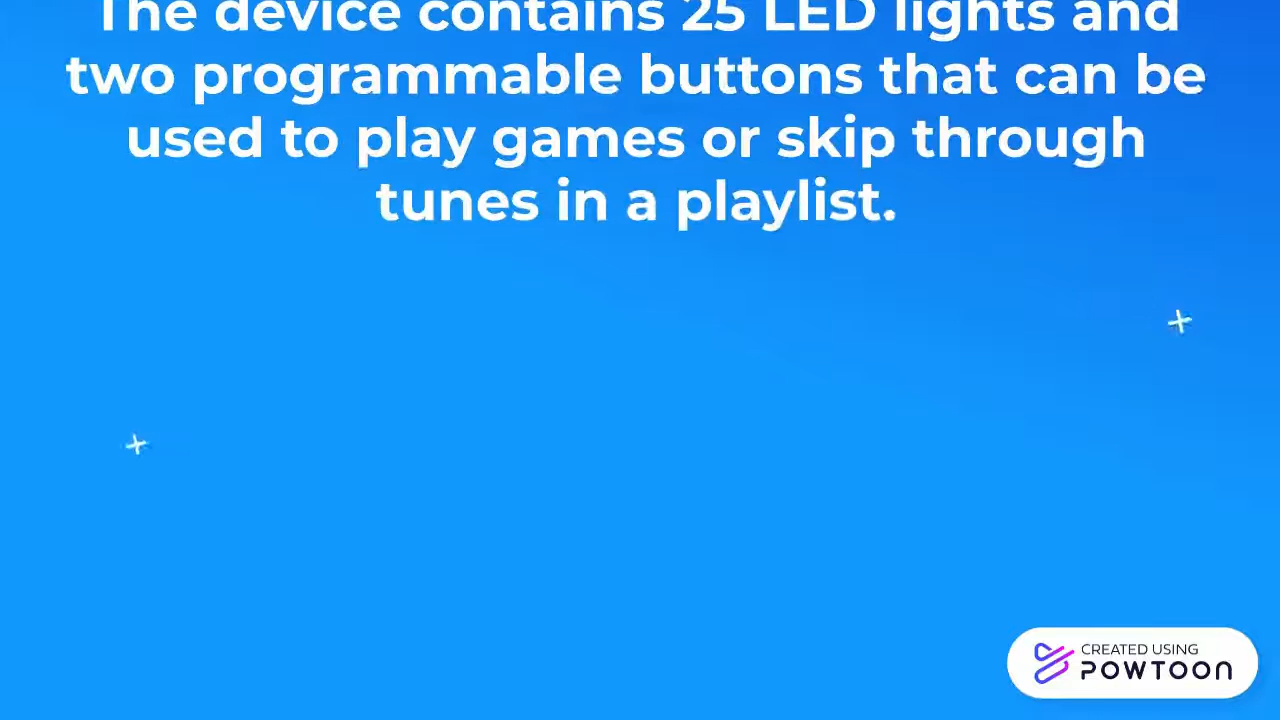 The device contains 25 LED lights and
two programmable buttons that can be
used to play games or skip through
tunes in a playlist.
CREATED USING
POWTOON